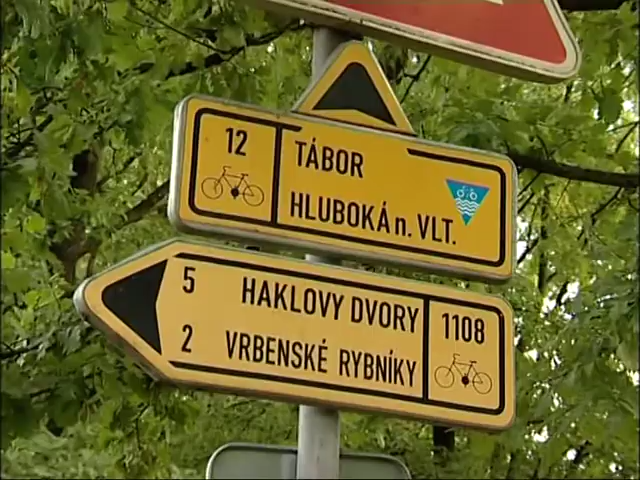 12
TÁBOR
HLUBOKÁ n. VLT.
5 HAKLOVY DVORY
2 VRBENSKÉ RYBNÍKY
1108